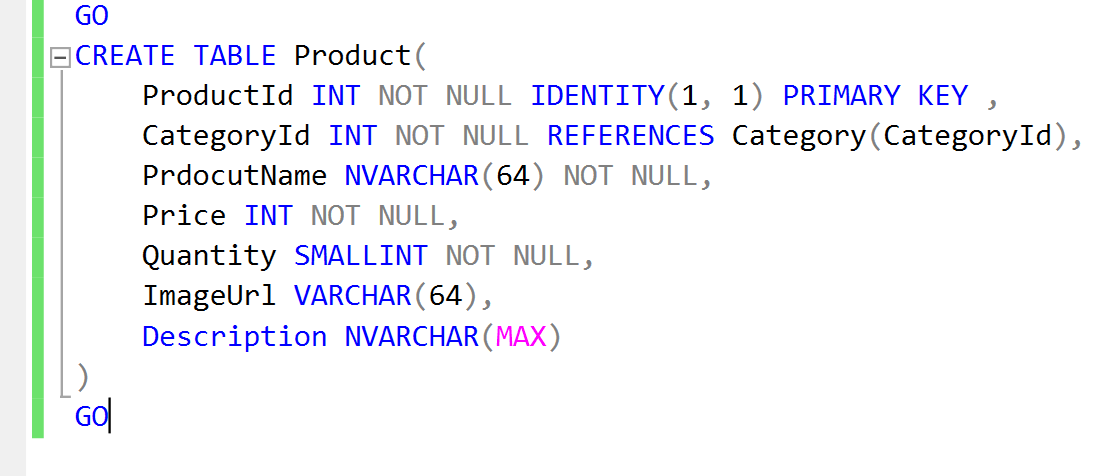 GO
CREATE TABLE Product(
ProductId INT NOT NULL IDENTITY(1, 1) PRIMARY KEY ,
CategoryId INT NOT NULL REFERENCES Category(CategoryId),
PrdocutName NVARCHAR(64) NOT NULL,
Price INT NOT NULL,
Quantity SMALLINT NOT NULL,
ImageUrl VARCHAR(64),
Description NVARCHAR(MAX)
)
GO